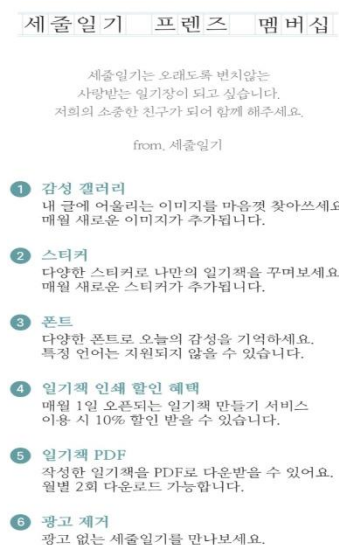 세줄일기 프렌즈 멤버십
세줄일기는 오래도록 변치않는
사랑받는 일기장이 되고 싶습니다.
저희의 소중한 친구가 되어 함께 해주세요.
from. 세줄일기
1 감성 갤러리
내 글에 어울리는 이미지를 마음껏 찾아쓰세요
매월 새로운 이미지가 추가됩니다.
2 스티커
다양한 스티커로 나만의 일기책을 꾸며보세요
매월 새로운 스티커가 추가됩니다.
3 폰트
다양한 폰트로 오늘의 감성을 기억하세요.
특정 언어는 지원되지 않을 수 있습니다.
4 일기책 인쇄 할인 혜택
매월 1일 오픈되는 일기책 만들기 서비스
이용 시 10% 할인 받을 수 있습니다.
5 일기책 PDF
작성한 일기책을 PDF로 다운받을 수 있어요.
월별 2회 다운로드 가능합니다.
6 광고 제거
광고 없는 세줄일기를 만나보세요.